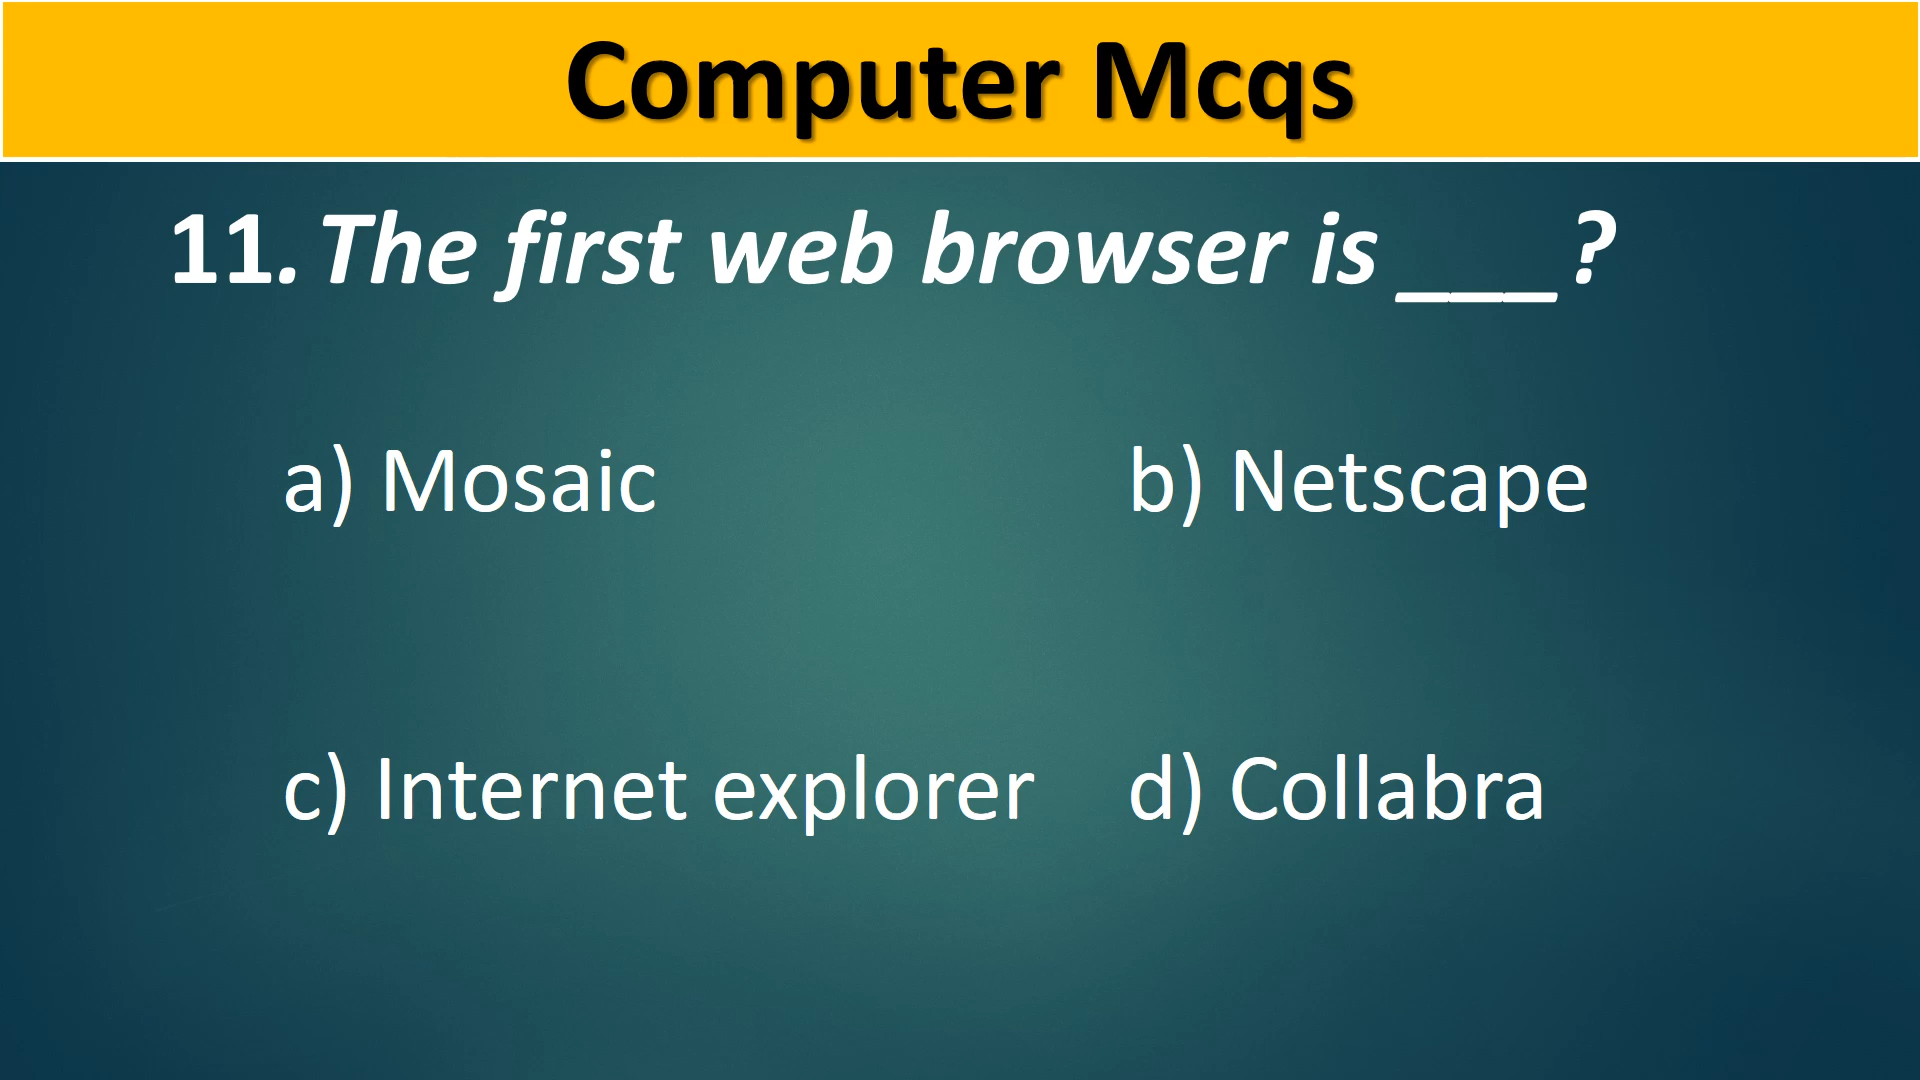 Computer Mcqs
11. The first web browser is ___?
a) Mosaic
b) Netscape
c) Internet explorer
d) Collabra